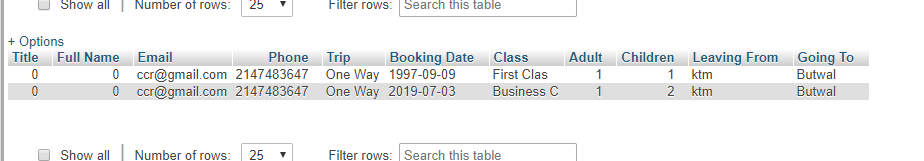 Show all Number of rows: 25 Filter rows: Search this table
+ Options
Title Full Name Email Phone Trip Booking Date Class Adult Children Leaving From Going To
0 0 ccr@gmail.com 2147483647 One Way 1997-09-09 First Clas 1 1 ktm Butwal
0 0 ccr@gmail.com 2147483647 One Way 2019-07-03 Business C 1 2 ktm Butwal
Show all Number of rows: 25 Filter rows: Search this table